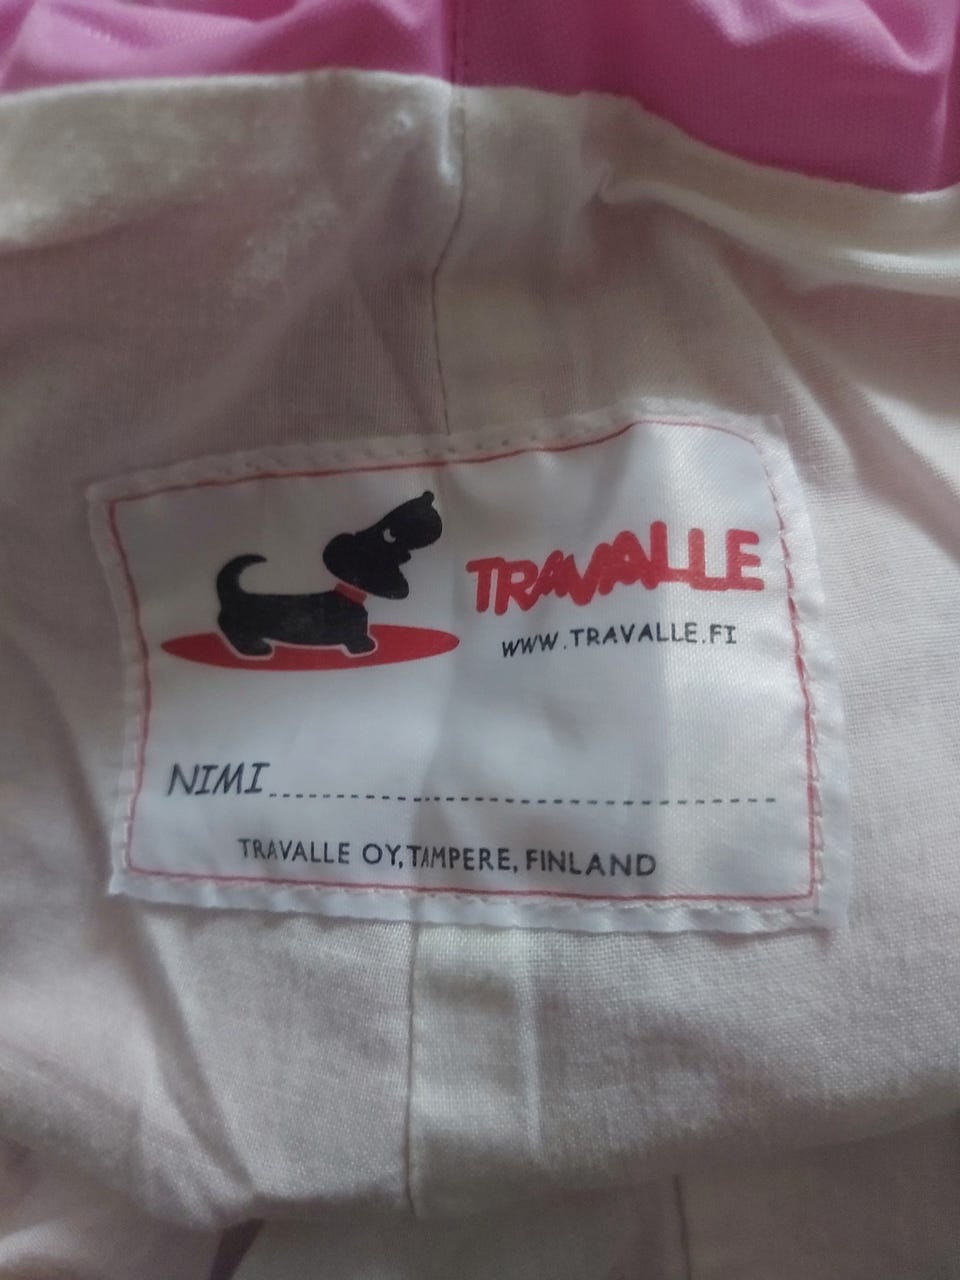 TRAVALLE
WWW.TRAVALLE.FI
NIMI
TRAVALLE OY, TAMPERE, FINLAND